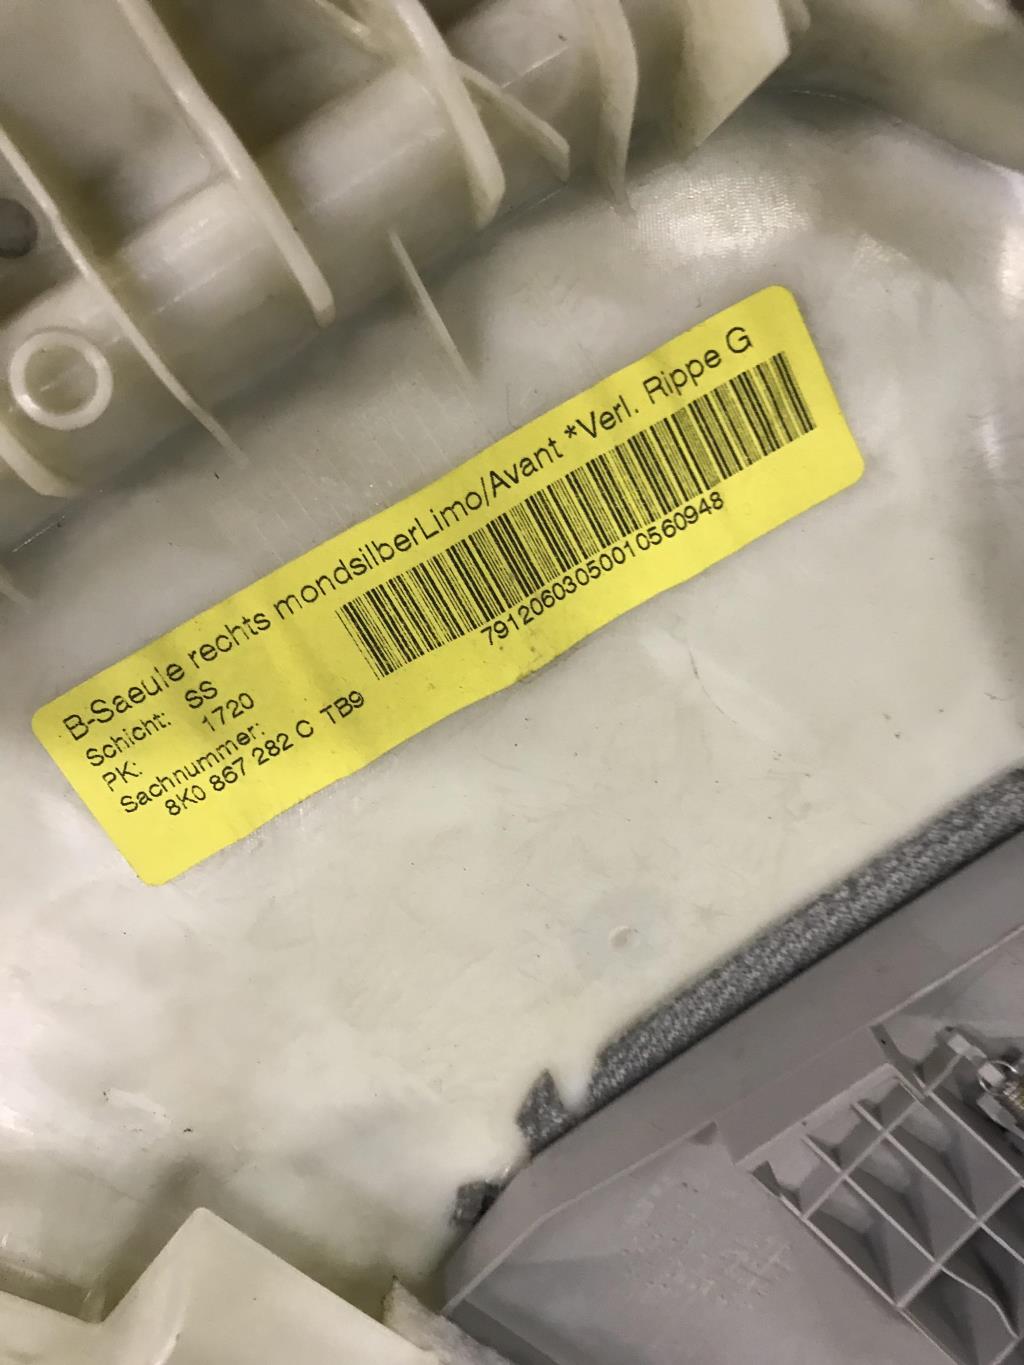 B-Saeule rechts mondsilberLimo/Avant *Verl. Rippe G
Schicht: SS
PK: 1720
Sachnummer:
8K0 867 282 C TB9
79120603050010560948